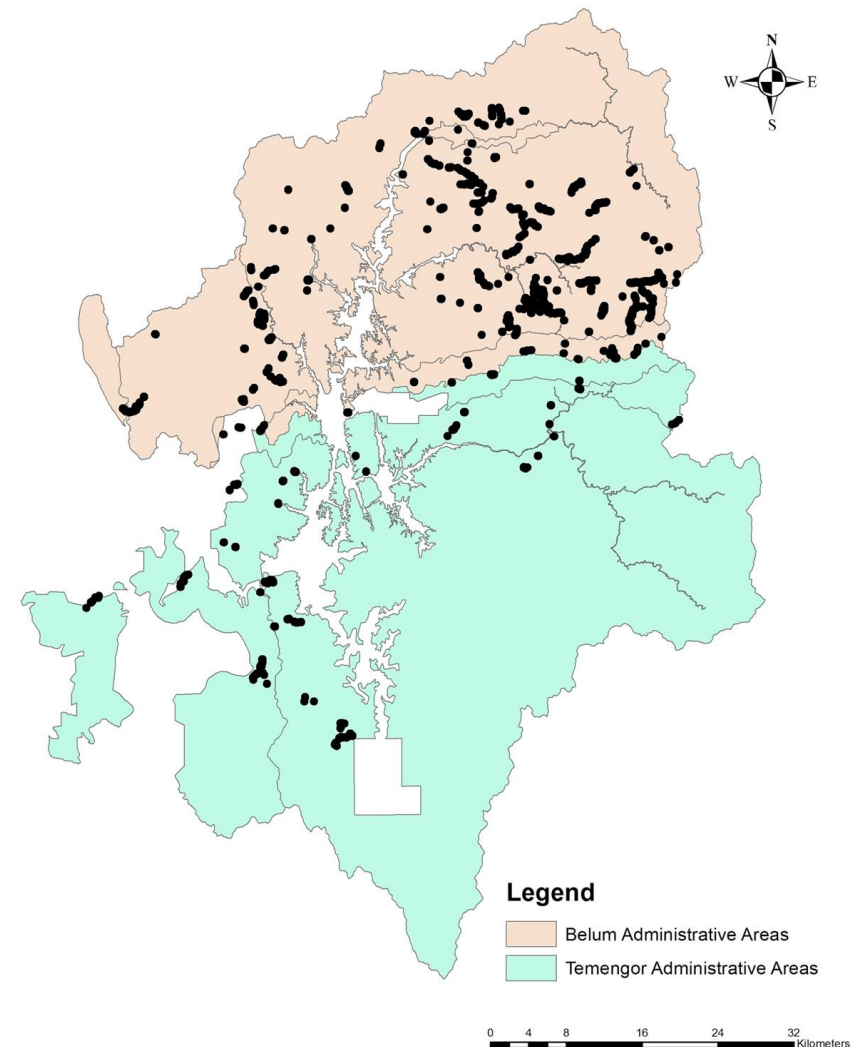 N
W E
S
Legend
Belum Administrative Areas
Temengor Administrative Areas
0 4 8 16 24 32
Kilometers